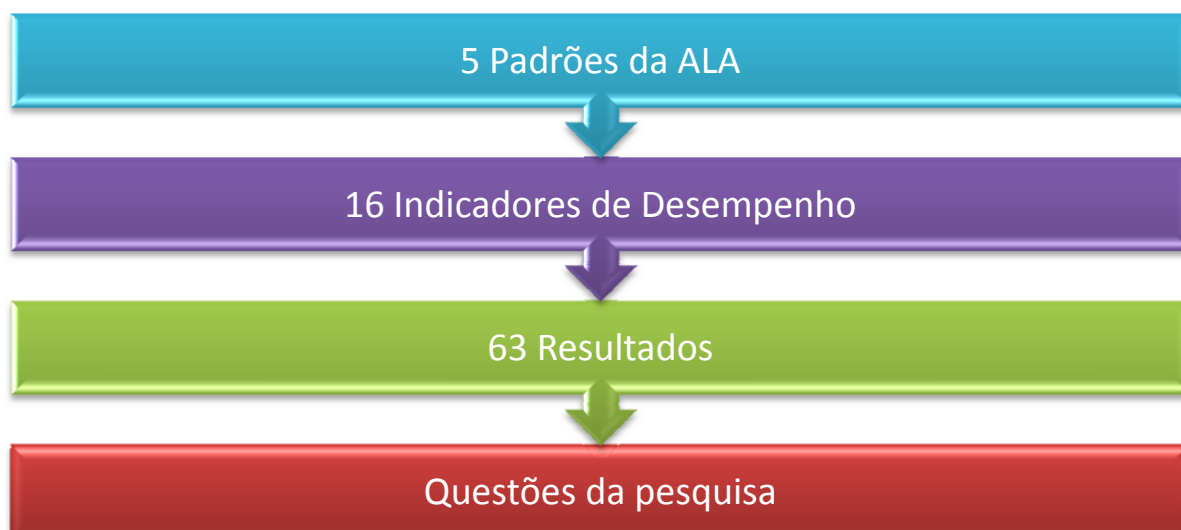 5 Padrões da ALA
16 Indicadores de Desempenho
63 Resultados
Questões da pesquisa